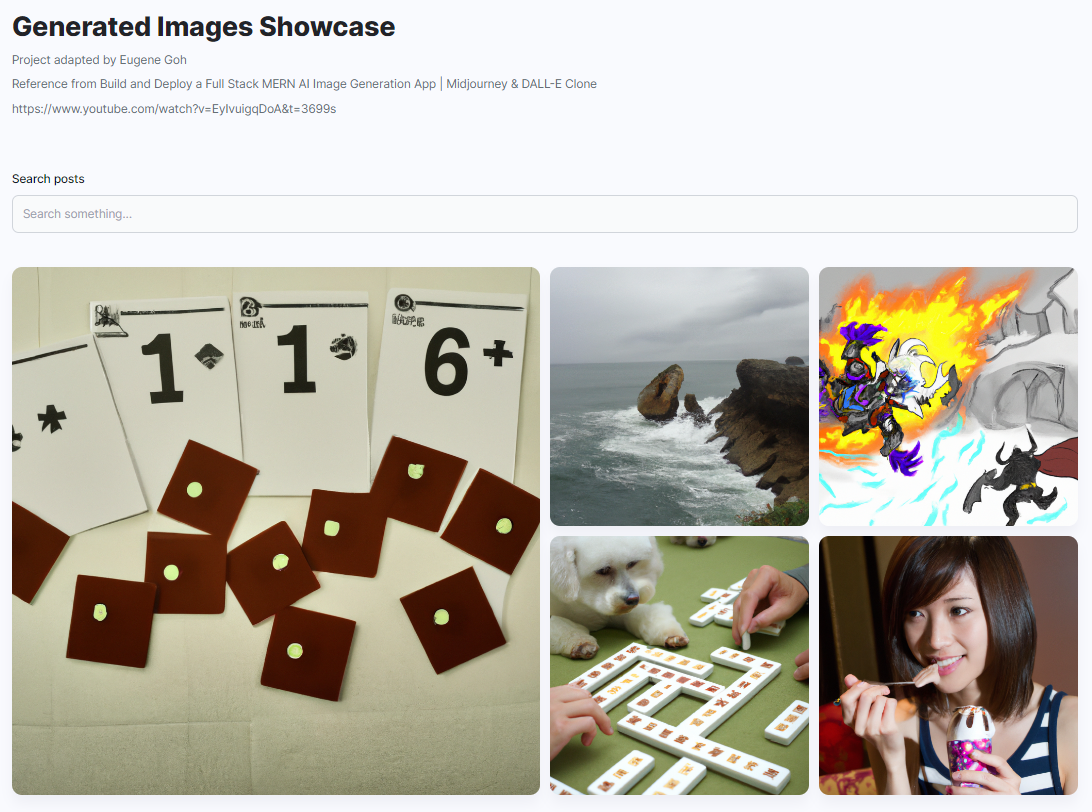 Generated Images Showcase
Project adapted by Eugene Goh
Reference from Build and Deploy a Full Stack MERN AI Image Generation App | Midjourney & DALL-E Clone
https://www.youtube.com/watch?v=EyIvuigqDoA&t=3699s
Search posts
Search something...
1
1
6